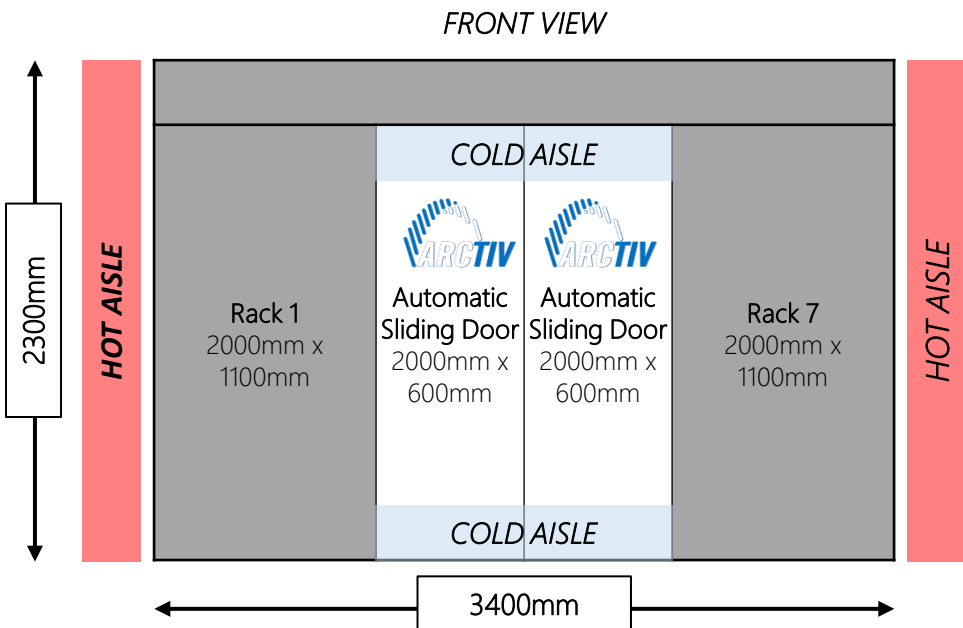 FRONT VIEW
COLD AISLE
ARCTIV
ARCTIV
HOT AISLE
2300mm
Rack 1
2000mm x
1100mm
Automatic
Sliding Door
2000mm x
600mm
Automatic
Sliding Door
2000mm x
600mm
Rack 7
2000mm x
1100mm
HOT AISLE
COLD AISLE
3400mm